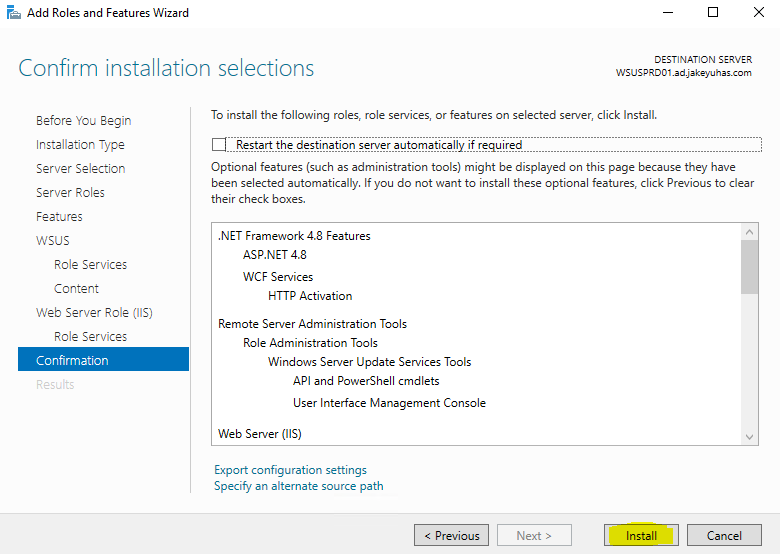 Add Roles and Features Wizard
Confirm installation selections
DESTINATION SERVER
WSUSPRD01.ad.jakeyuhas.com
Before You Begin
Installation Type
Server Selection
Server Roles
Features
WSUS
Role Services
Content
Web Server Role (IIS)
Role Services
Confirmation
Results
To install the following roles, role services, or features on selected server, click Install.
Restart the destination server automatically if required
Optional features (such as administration tools) might be displayed on this page because they have
been selected automatically. If you do not want to install these optional features, click Previous to clear
their check boxes.
.NET Framework 4.8 Features
ASP.NET 4.8
WCF Services
HTTP Activation
Remote Server Administration Tools
Role Administration Tools
Windows Server Update Services Tools
API and PowerShell cmdlets
User Interface Management Console
Web Server (IIS)
Export configuration settings
Specify an alternate source path
< Previous
Next >
Install
Cancel